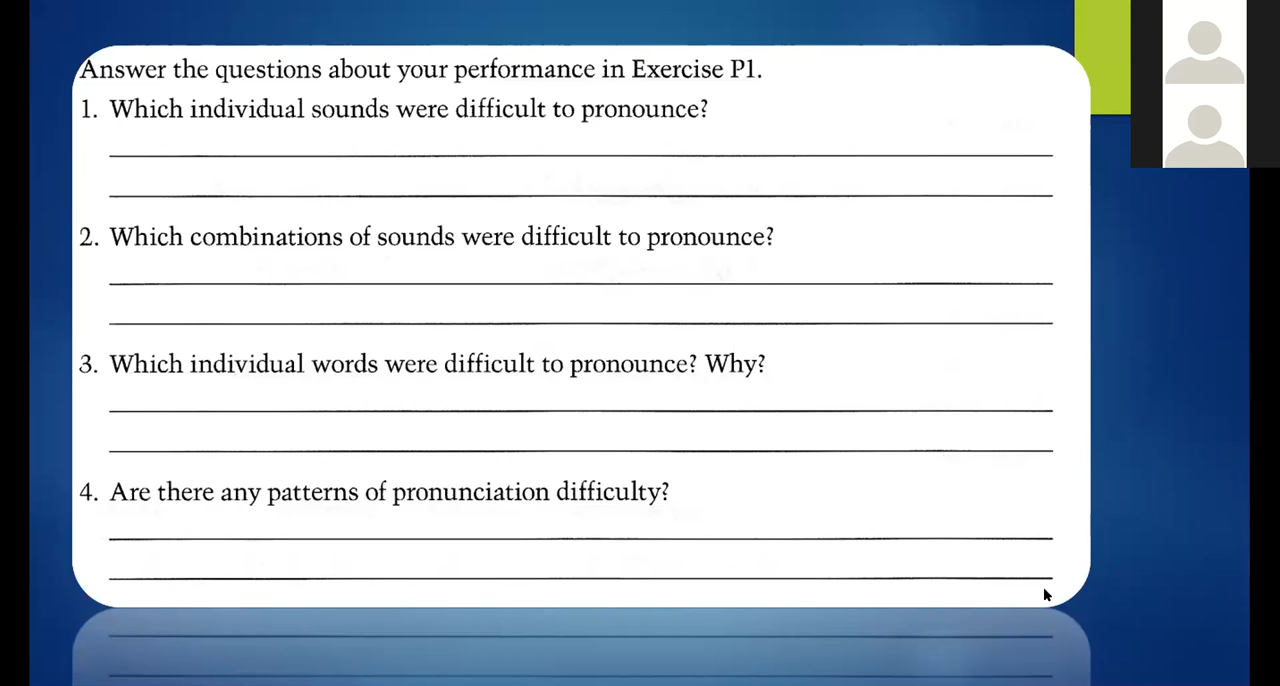 Answer the questions about your performance in Exercise P1.
1. Which individual sounds were difficult to pronounce?
2. Which combinations of sounds were difficult to pronounce?
3. Which individual words were difficult to pronounce? Why?
4. Are there any patterns of pronunciation difficulty?